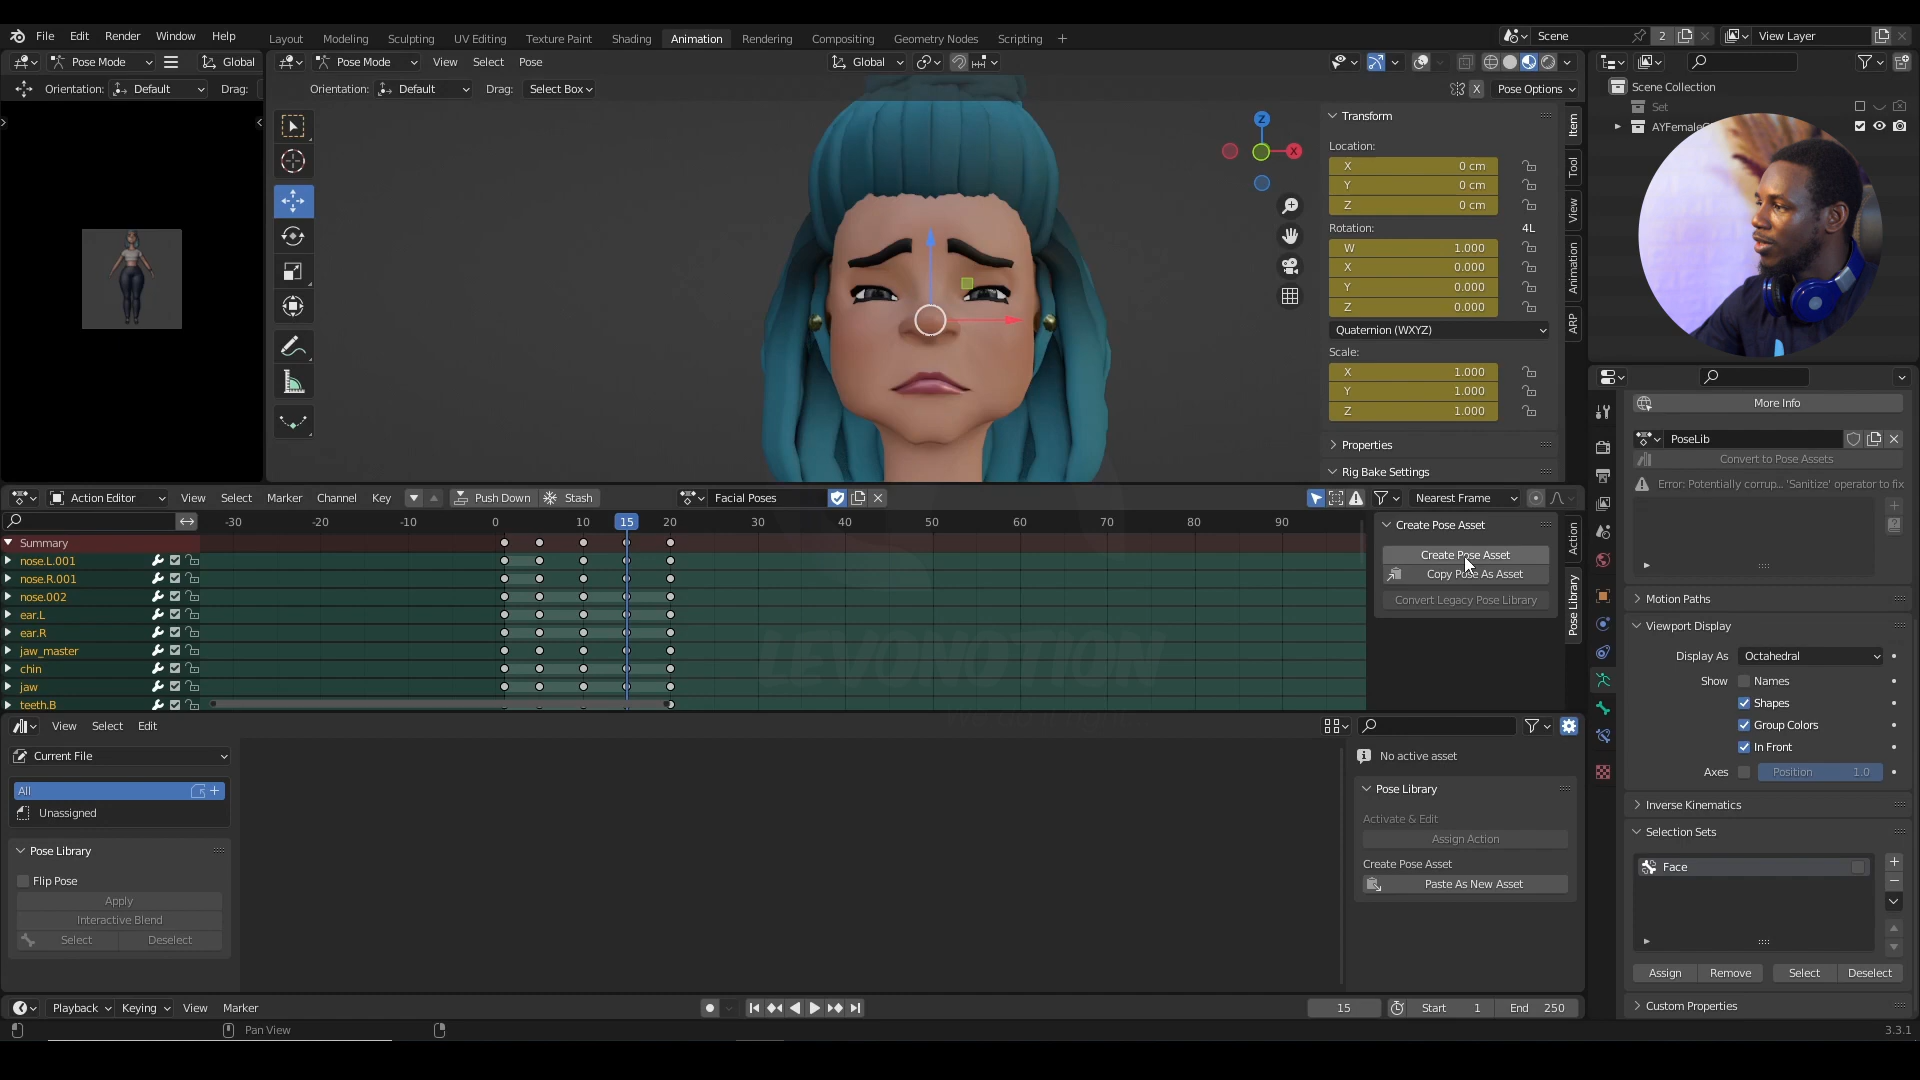 File Edit Render Window Help
Layout Modeling Sculpting UV Editing Texture Paint Shading Animation Rendering Compositing Geometry Nodes Scripting +
Scene 2 View Layer
Pose Mode Global
Pose Mode View Select Pose Global
Orientation: Default Drag:
Orientation: Default Drag: Select Box X Pose Options
Scene Collection
Set
Z
X
Transform
Location:
X 0 cm
Y 0 cm
Z 0 cm
Rotation: 4L
W 1.000
X 0.000
Y 0.000
Z 0.000
Quaternion (WXYZ)
Scale:
X 1.000
Y 1.000
Z 1.000
Properties
Rig Bake Settings
Item
Tool
View
Animation
ARP
More Info
PoseLib
Convert to Pose Assets
Error: Potentially corrup... 'Sanitize' operator to fix
Motion Paths
Viewport Display
Display As Octahedral
Show Names
Shapes
Group Colors
In Front
Axes Position 1.0
Inverse Kinematics
Selection Sets
Face
Assign Remove Select Deselect
Custom Properties
Action Editor View Select Marker Channel Key Push Down Stash Facial Poses Nearest Frame
-30 -20 -10 0 10 15 20 30 40 50 60 70 80 90
Summary
nose.L.001
nose.R.001
nose.002
ear.L
ear.R
jaw_master
chin
jaw
teeth.B
LEVONOTION
Create Pose Asset
Create Pose Asset
Copy Pose As Asset
Convert Legacy Pose Library
Action
Pose Library
View Select Edit
Current File
All
Unassigned
Pose Library
Flip Pose
Apply
Interactive Blend
Select Deselect
No active asset
Pose Library
Activate & Edit
Assign Action
Create Pose Asset
Paste As New Asset
Playback Keying View Marker 15 Start 1 End 250
Pan View 3.3.1